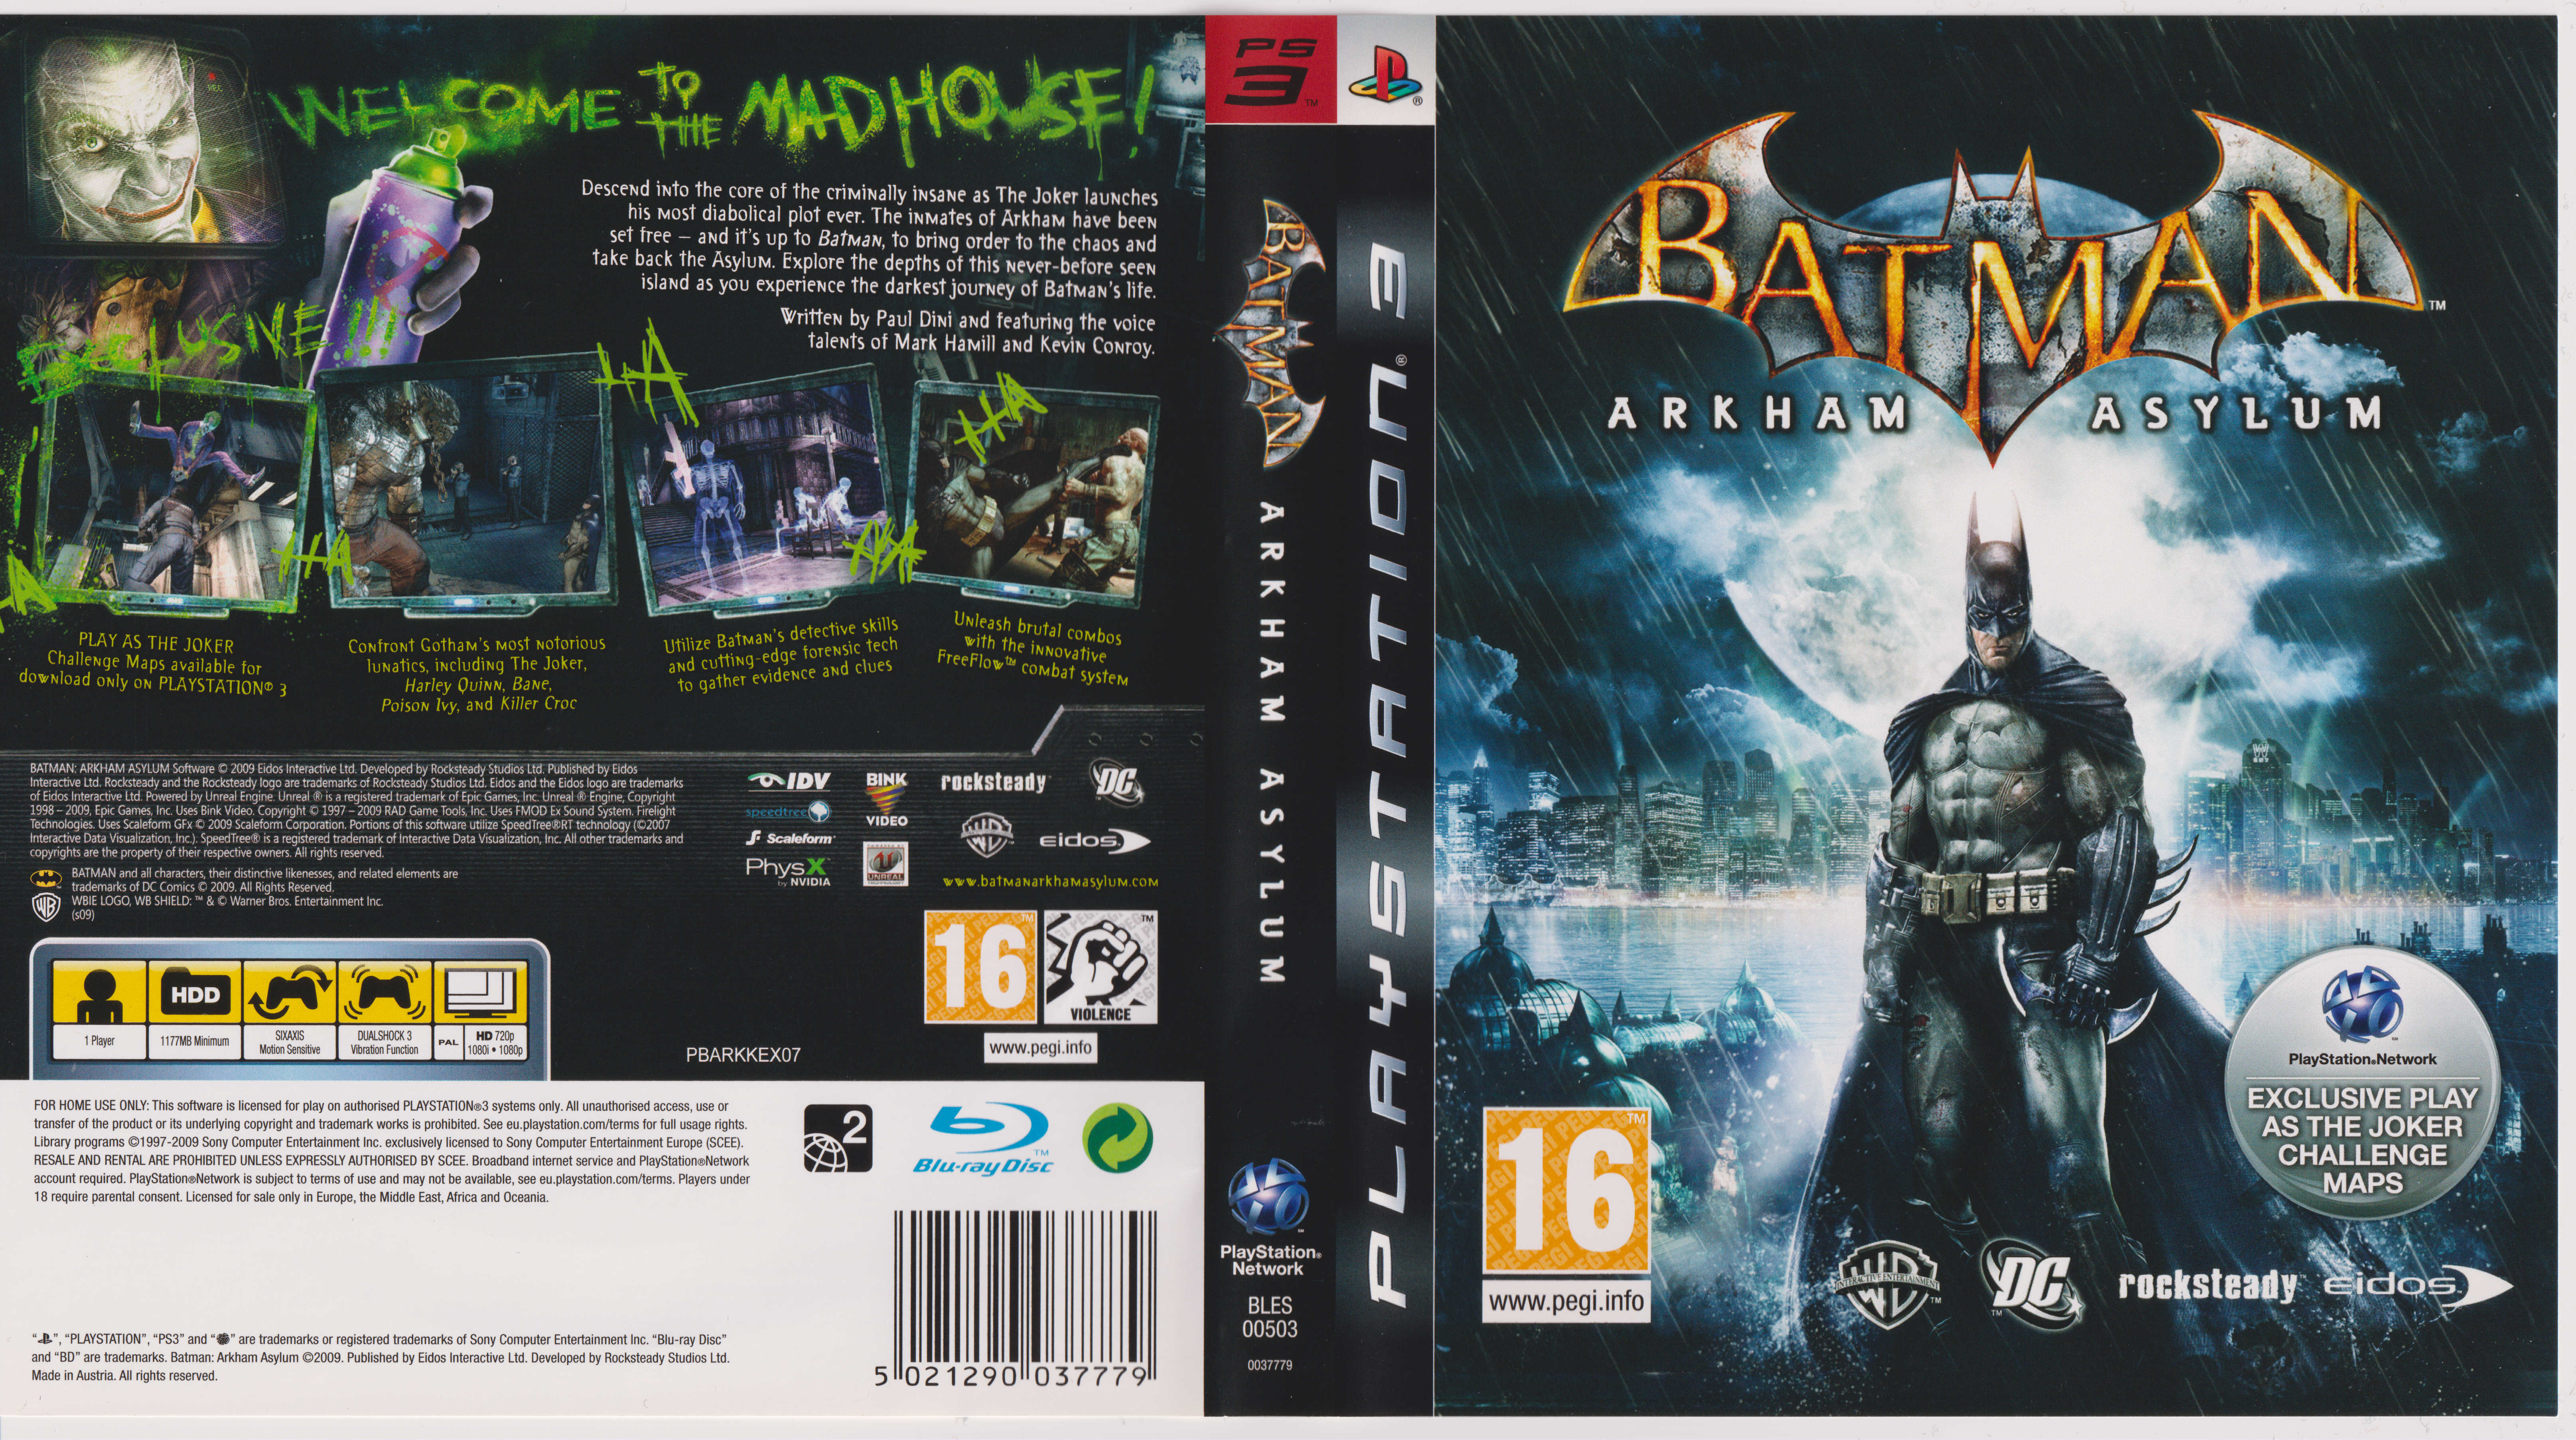 WELCOME TO THE MADHOUSE!
Descend into the core of the criminally insane as The Joker launches
his most diabolical plot ever. The inmates of Arkham have been
set free – and it's up to Batman, to bring order to the chaos and
take back the Asylum. Explore the depths of this never-before seen
island as you experience the darkest journey of Batman's life.
Written by Paul Dini and featuring the voice
talents of Mark Hamill and Kevin Conroy.
EXCLUSIVE!!!
HA
HA
HA
HA
HA
PLAY AS THE JOKER
Challenge Maps available for
download only on PLAYSTATION® 3
Confront Gotham's most notorious
lunatics, including The Joker,
Harley Quinn, Bane,
Poison Ivy, and Killer Croc
Utilize Batman's detective skills
and cutting-edge forensic tech
to gather evidence and clues
Unleash brutal combos
with the innovative
FreeFlow™ combat system
BATMAN: ARKHAM ASYLUM Software © 2009 Eidos Interactive Ltd. Developed by Rocksteady Studios Ltd. Published by Eidos
Interactive Ltd. Rocksteady and the Rocksteady logo are trademarks of Rocksteady Studios Ltd. Eidos and the Eidos logo are trademarks
of Eidos Interactive Ltd. Powered by Unreal Engine. Unreal ® is a registered trademark of Epic Games, Inc. Unreal ® Engine, Copyright
1998 – 2009, Epic Games, Inc. Uses Bink Video. Copyright © 1997 – 2009 RAD Game Tools, Inc. Uses FMOD Ex Sound System. Firelight
Technologies. Uses Scaleform GFx © 2009 Scaleform Corporation. Portions of this software utilize SpeedTree®RT technology (©2007
Interactive Data Visualization, Inc.). SpeedTree® is a registered trademark of Interactive Data Visualization, Inc. All other trademarks and
copyrights are the property of their respective owners. All rights reserved.
BATMAN and all characters, their distinctive likenesses, and related elements are
trademarks of DC Comics © 2009. All Rights Reserved.
WBIE LOGO, WB SHIELD: ™ & © Warner Bros. Entertainment Inc.
(s09)
IDV
speedtree
Scaleform
PhysX
by NVIDIA
BINK
VIDEO
UNREAL
rocksteady
DC
WB
eidos
www.batmanarkhamasylum.com
16
VIOLENCE
www.pegi.info
HDD
1 Player
1177MB Minimum
SIXAXIS
Motion Sensitive
DUALSHOCK 3
Vibration Function
PAL
HD 720p
1080i • 1080p
PBARKKEX07
FOR HOME USE ONLY: This software is licensed for play on authorised PLAYSTATION®3 systems only. All unauthorised access, use or
transfer of the product or its underlying copyright and trademark works is prohibited. See eu.playstation.com/terms for full usage rights.
Library programs ©1997-2009 Sony Computer Entertainment Inc. exclusively licensed to Sony Computer Entertainment Europe (SCEE).
RESALE AND RENTAL ARE PROHIBITED UNLESS EXPRESSLY AUTHORISED BY SCEE. Broadband internet service and PlayStation®Network
account required. PlayStation®Network is subject to terms of use and may not be available, see eu.playstation.com/terms. Players under
18 require parental consent. Licensed for sale only in Europe, the Middle East, Africa and Oceania.
2
Blu-ray Disc™
“ ”, “PLAYSTATION”, “PS3” and “ ” are trademarks or registered trademarks of Sony Computer Entertainment Inc. “Blu-ray Disc”
and “BD” are trademarks. Batman: Arkham Asylum ©2009. Published by Eidos Interactive Ltd. Developed by Rocksteady Studios Ltd.
Made in Austria. All rights reserved.
5 021290 037779
PS3™
BATMAN
ARKHAM ASYLUM
PLAYSTATION®3
PlayStation®
Network
BLES
00503
0037779
BATMAN™
ARKHAM ASYLUM
PlayStation®Network
EXCLUSIVE PLAY
AS THE JOKER
CHALLENGE
MAPS
16
www.pegi.info
WB
INTERACTIVE ENTERTAINMENT
DC
rocksteady
eidos